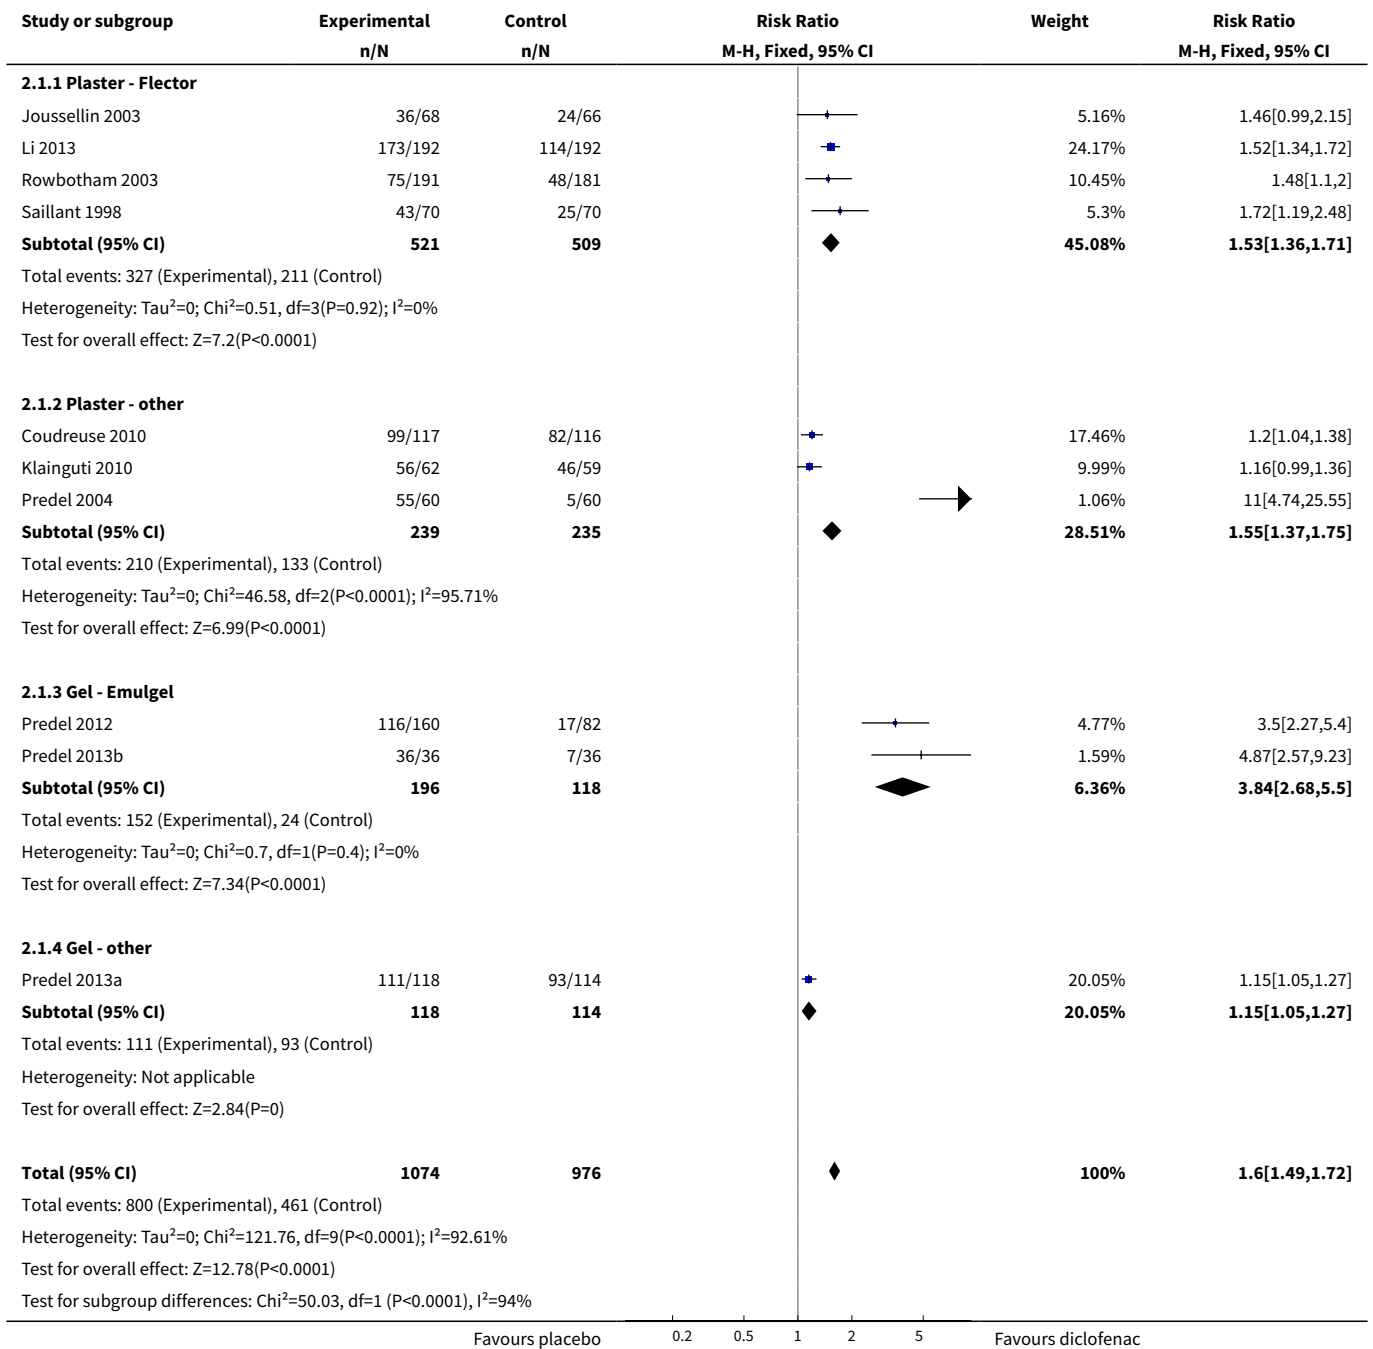 Study or subgroup Experimental Control Risk Ratio Weight Risk Ratio
n/N n/N M-H, Fixed, 95% CI M-H, Fixed, 95% CI
2.1.1 Plaster - Flector
Joussellin 2003 36/68 24/66 5.16% 1.46[0.99,2.15]
Li 2013 173/192 114/192 24.17% 1.52[1.34,1.72]
Rowbotham 2003 75/191 48/181 10.45% 1.48[1.1,2]
Saillant 1998 43/70 25/70 5.3% 1.72[1.19,2.48]
Subtotal (95% CI) 521 509 45.08% 1.53[1.36,1.71]
Total events: 327 (Experimental), 211 (Control)
Heterogeneity: Tau²=0; Chi²=0.51, df=3(P=0.92); I²=0%
Test for overall effect: Z=7.2(P<0.0001)
2.1.2 Plaster - other
Coudreuse 2010 99/117 82/116 17.46% 1.2[1.04,1.38]
Klainguti 2010 56/62 46/59 9.99% 1.16[0.99,1.36]
Predel 2004 55/60 5/60 1.06% 11[4.74,25.55]
Subtotal (95% CI) 239 235 28.51% 1.55[1.37,1.75]
Total events: 210 (Experimental), 133 (Control)
Heterogeneity: Tau²=0; Chi²=46.58, df=2(P<0.0001); I²=95.71%
Test for overall effect: Z=6.99(P<0.0001)
2.1.3 Gel - Emulgel
Predel 2012 116/160 17/82 4.77% 3.5[2.27,5.4]
Predel 2013b 36/36 7/36 1.59% 4.87[2.57,9.23]
Subtotal (95% CI) 196 118 6.36% 3.84[2.68,5.5]
Total events: 152 (Experimental), 24 (Control)
Heterogeneity: Tau²=0; Chi²=0.7, df=1(P=0.4); I²=0%
Test for overall effect: Z=7.34(P<0.0001)
2.1.4 Gel - other
Predel 2013a 111/118 93/114 20.05% 1.15[1.05,1.27]
Subtotal (95% CI) 118 114 20.05% 1.15[1.05,1.27]
Total events: 111 (Experimental), 93 (Control)
Heterogeneity: Not applicable
Test for overall effect: Z=2.84(P=0)
Total (95% CI) 1074 976 100% 1.6[1.49,1.72]
Total events: 800 (Experimental), 461 (Control)
Heterogeneity: Tau²=0; Chi²=121.76, df=9(P<0.0001); I²=92.61%
Test for overall effect: Z=12.78(P<0.0001)
Test for subgroup differences: Chi²=50.03, df=1 (P<0.0001), I²=94%
Favours placebo 0.2 0.5 1 2 5 Favours diclofenac